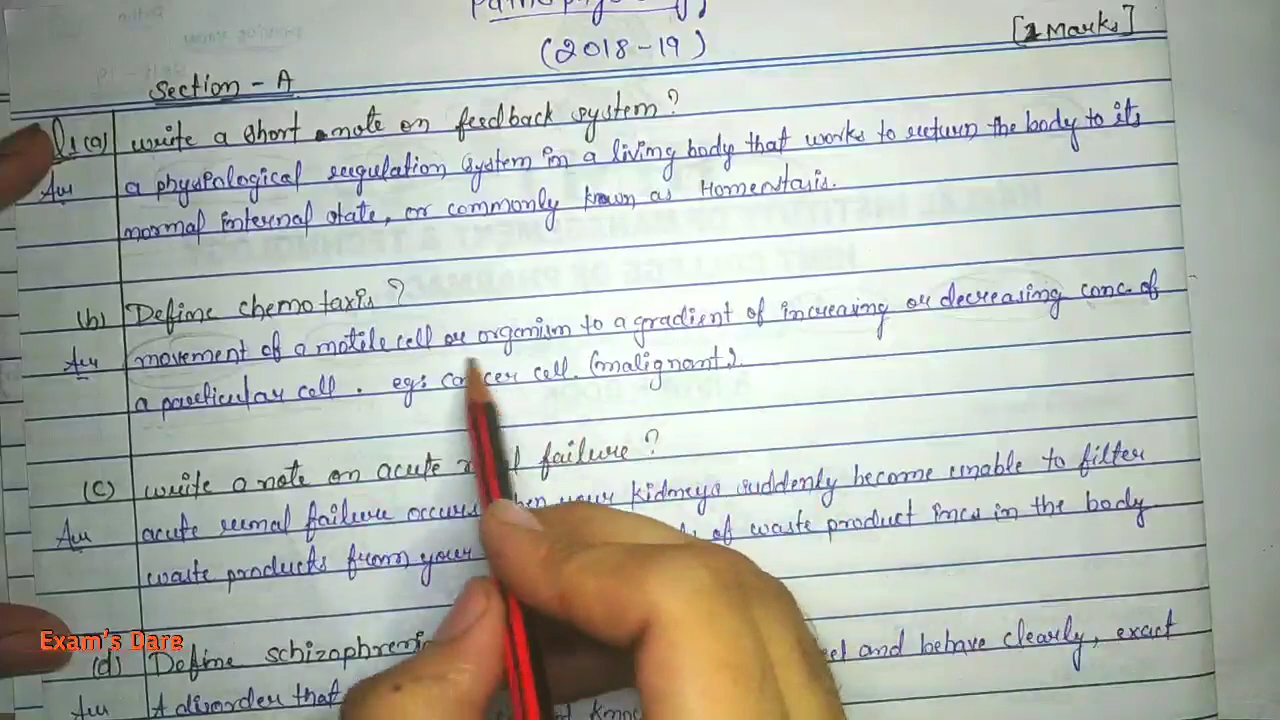 (2018-19)
[2 Marks]
Section - A
Q.1 (a) write a short note on feedback system?
Ans a physiological regulation system in a living body that works to return the body to its
normal internal state, or commonly known as Homeostasis.
(b) Define chemotaxis?
Ans movement of a motile cell or organism to a gradient of increasing or decreasing conc. of
a particular cell. eg: cancer cell. (malignant).
(c) write a note on acute failure?
Ans acute renal failure occurs when your kidneys suddenly become unable to filter
waste products from your of waste product incs in the body
Exam's Dare
(d) Define and behave clearly, exact
Ans A disorder that